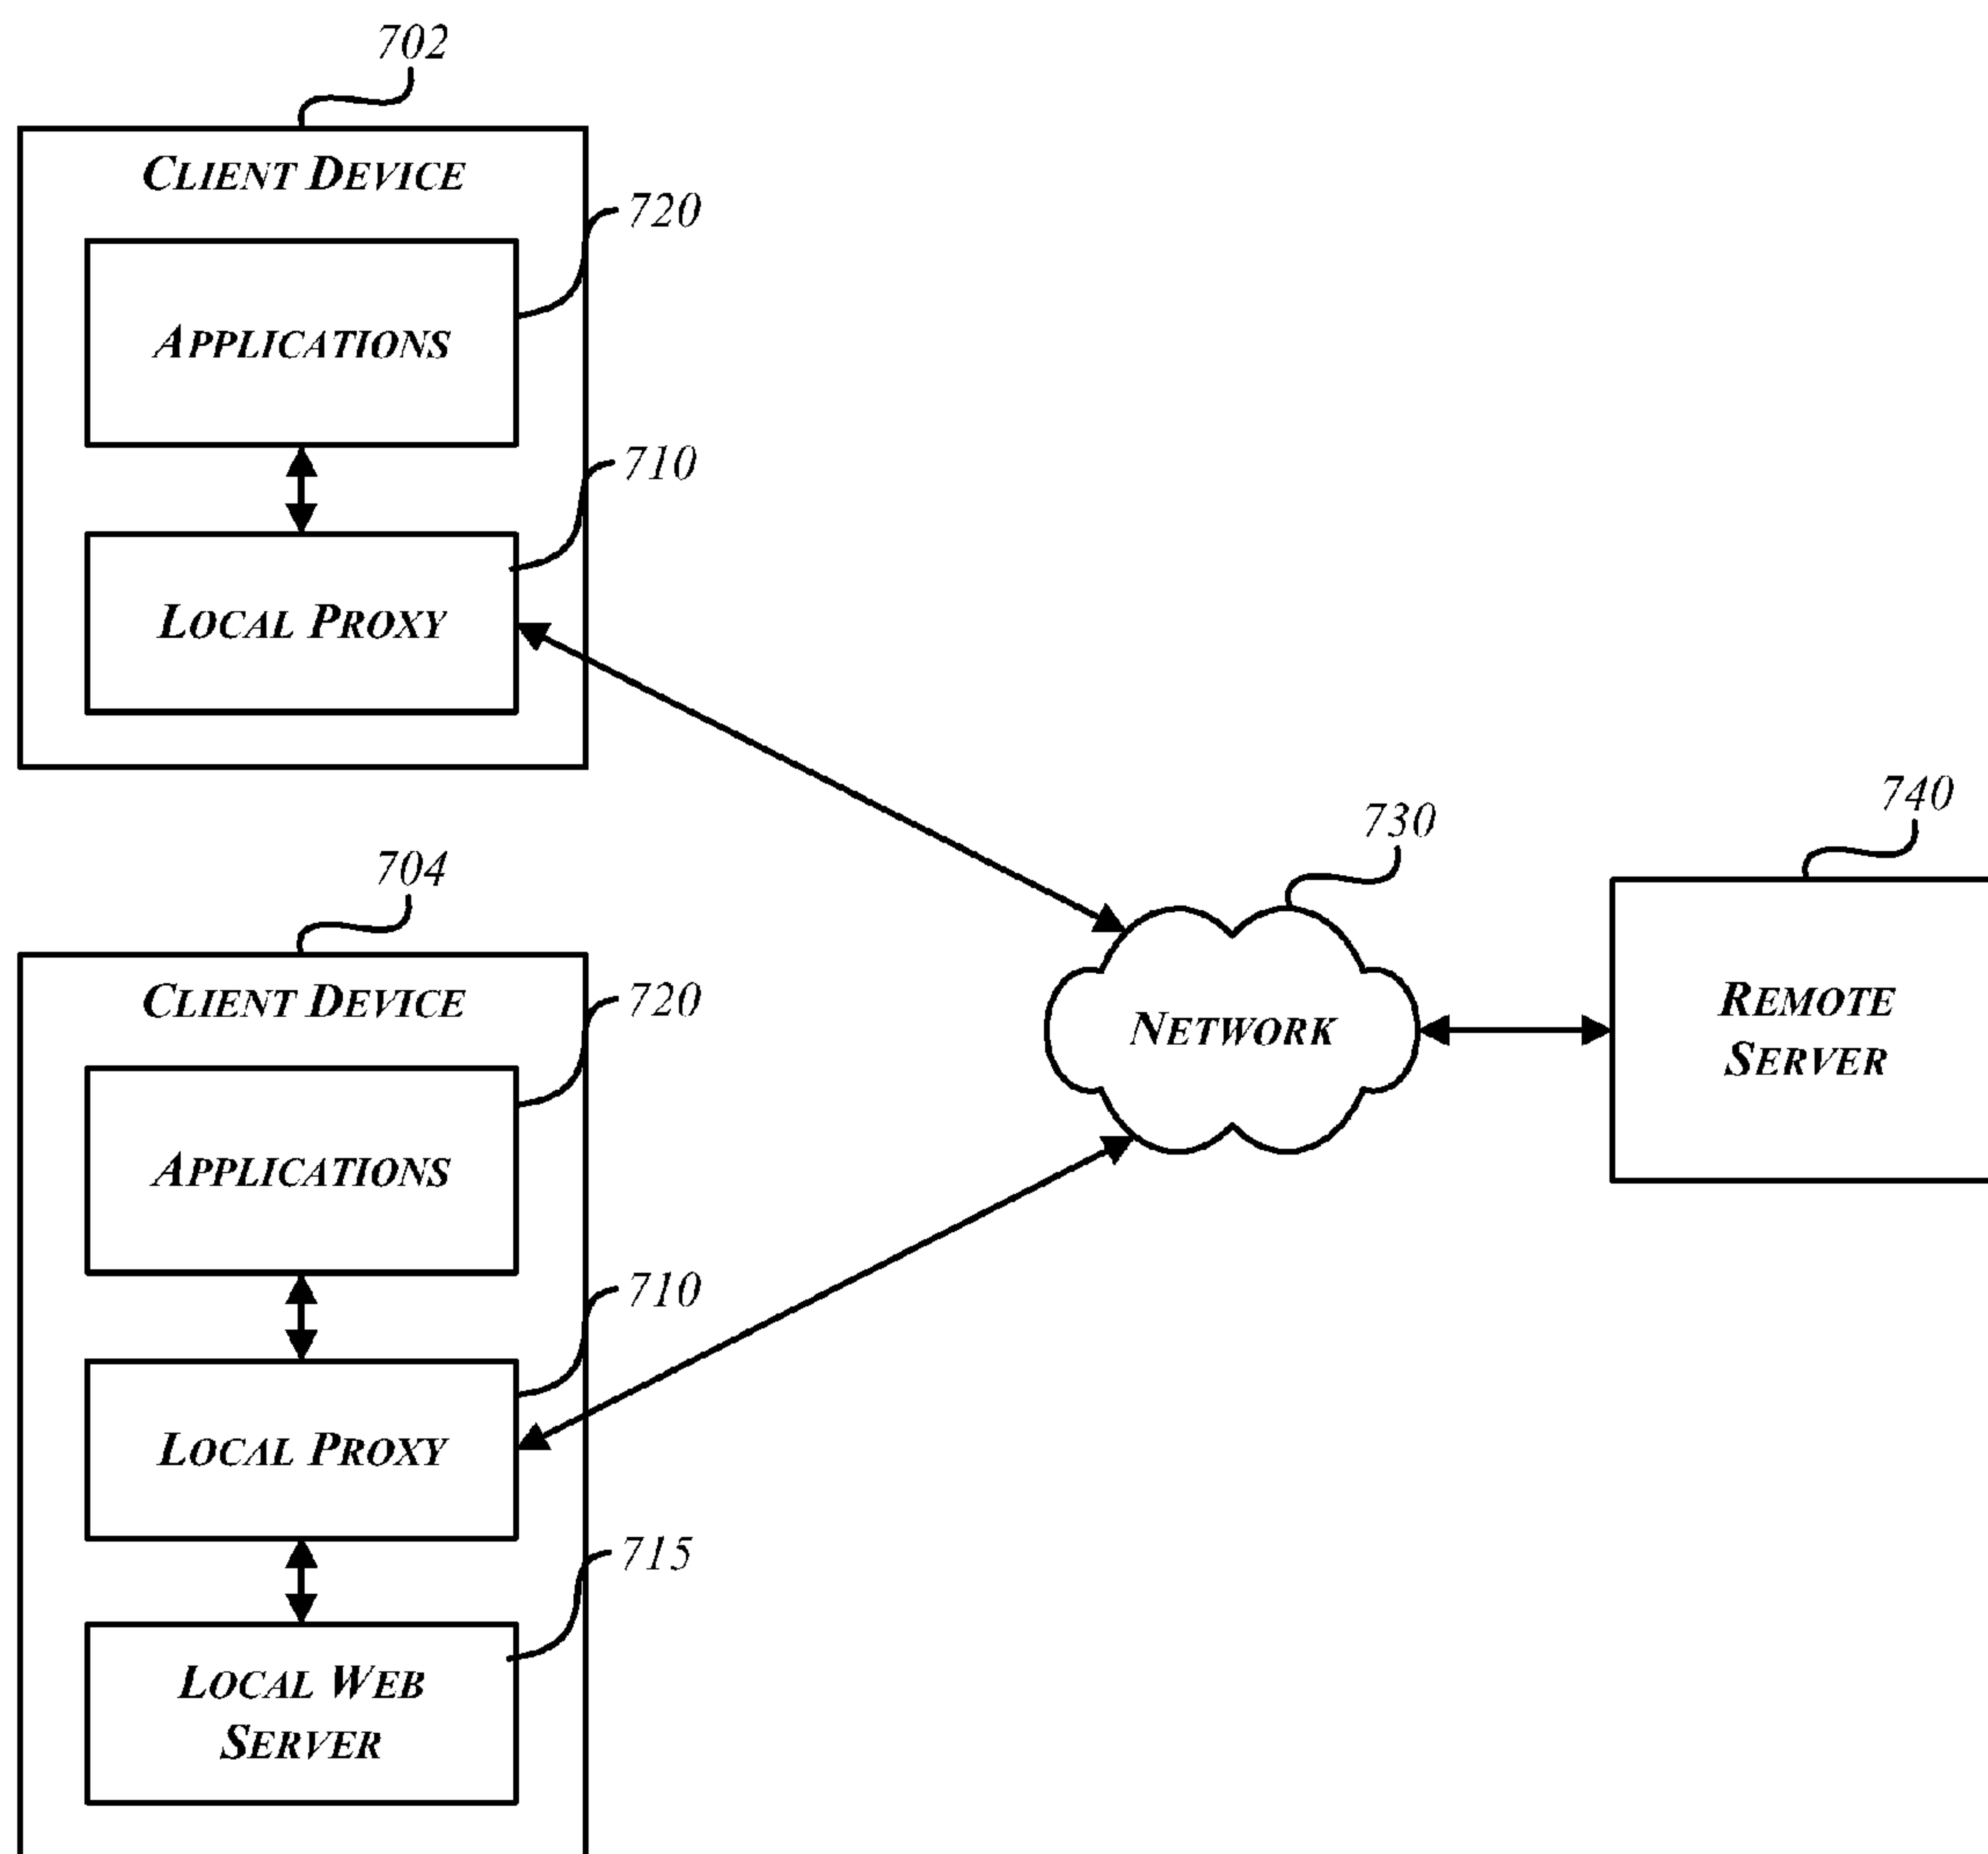 702
CLIENT DEVICE
720
APPLICATIONS
710
LOCAL PROXY
704
CLIENT DEVICE
720
APPLICATIONS
710
LOCAL PROXY
715
LOCAL WEB
SERVER
730
NETWORK
740
REMOTE
SERVER